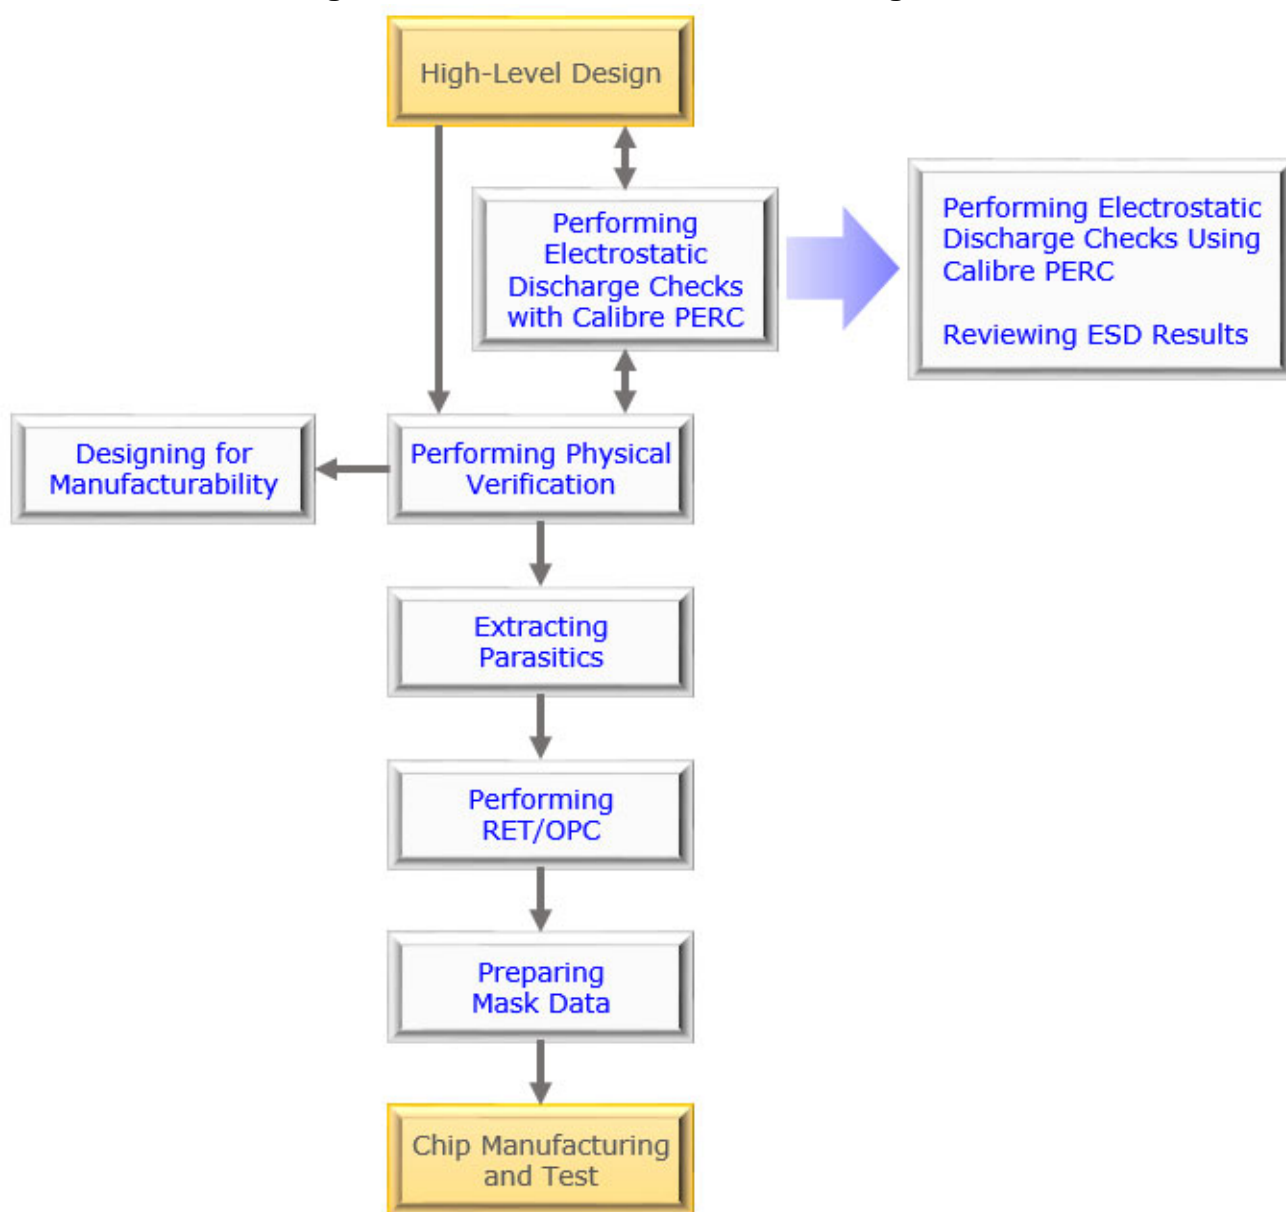 High-Level Design
Performing
Electrostatic
Discharge Checks
with Calibre PERC
Performing Electrostatic
Discharge Checks Using
Calibre PERC
Reviewing ESD Results
Designing for
Manufacturability
Performing Physical
Verification
Extracting
Parasitics
Performing
RET/OPC
Preparing
Mask Data
Chip Manufacturing
and Test